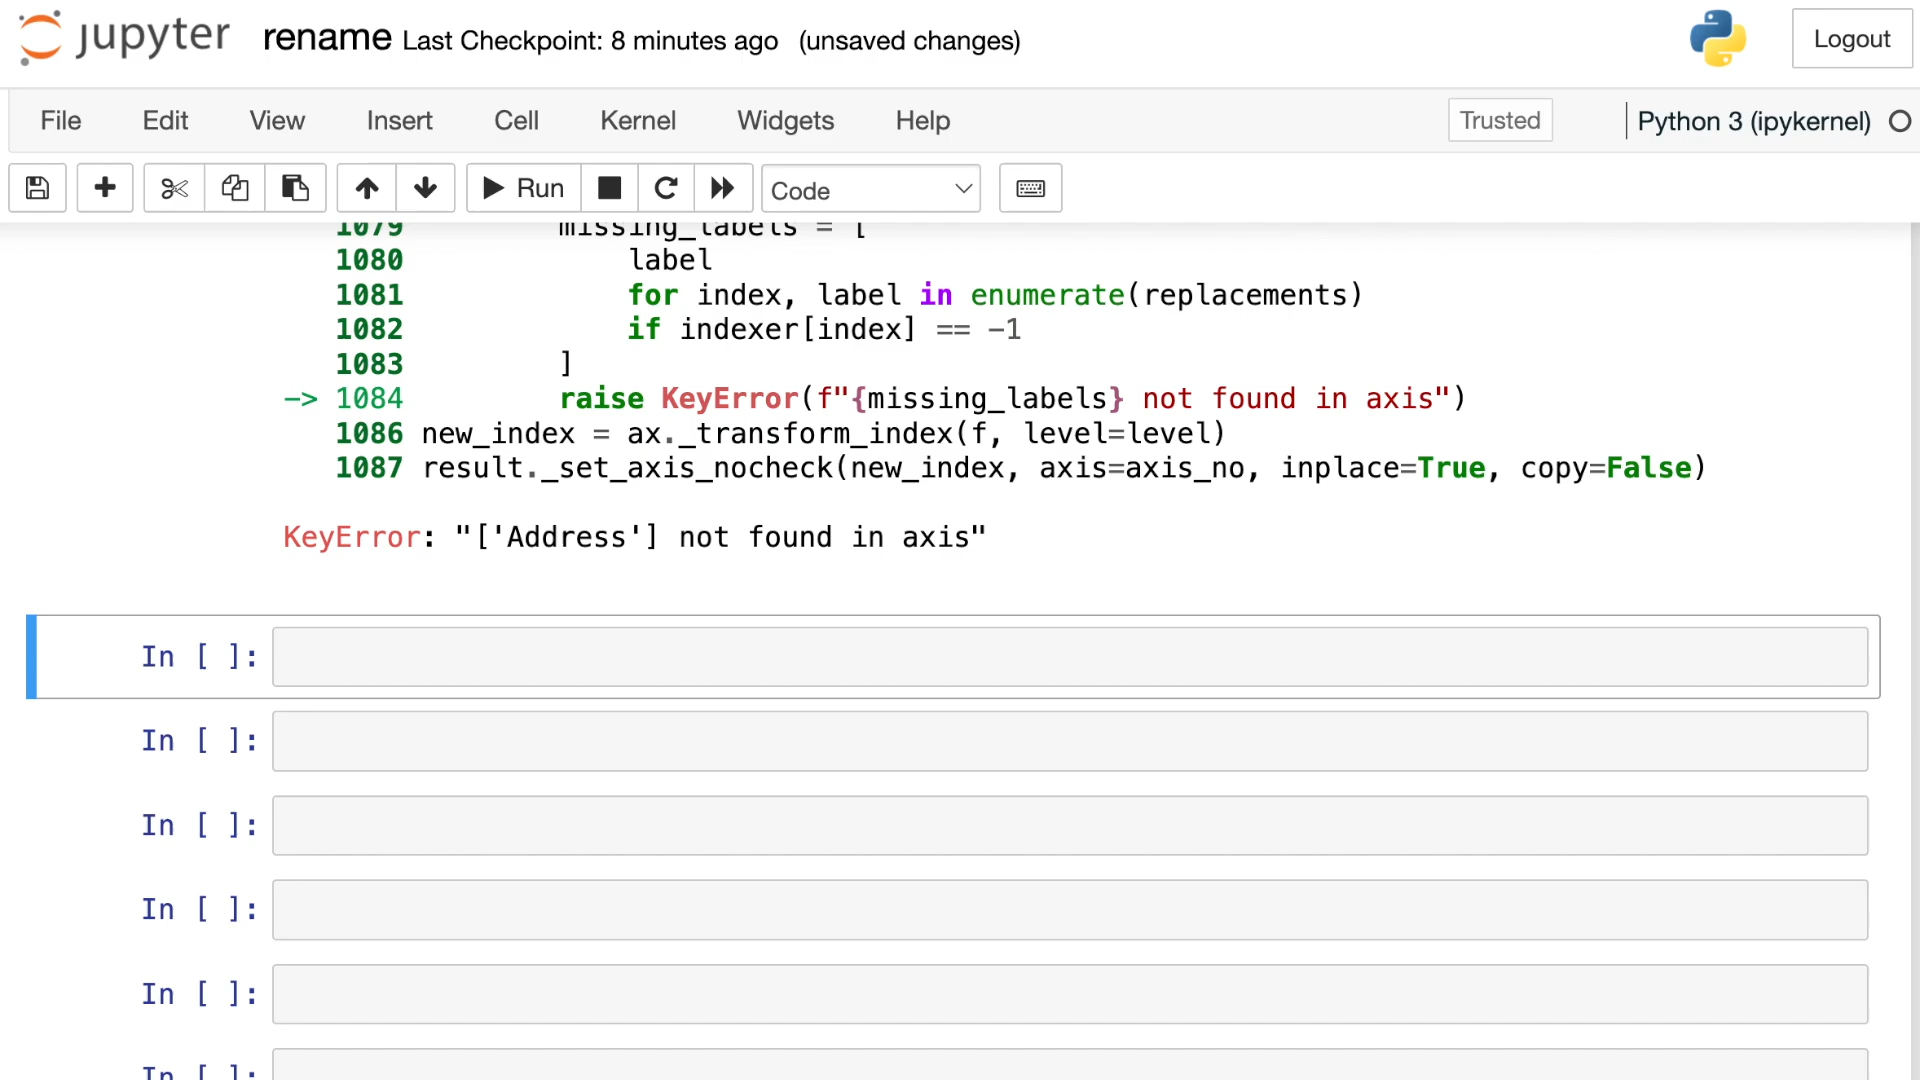 jupyter rename Last Checkpoint: 8 minutes ago (unsaved changes) Logout
File Edit View Insert Cell Kernel Widgets Help Trusted Python 3 (ipykernel)
Run Code
1079 missing_labels = [
1080 label
1081 for index, label in enumerate(replacements)
1082 if indexer[index] == -1
1083 ]
-> 1084 raise KeyError(f"{missing_labels} not found in axis")
1086 new_index = ax._transform_index(f, level=level)
1087 result._set_axis_nocheck(new_index, axis=axis_no, inplace=True, copy=False)
KeyError: "['Address'] not found in axis"
In [ ]:
In [ ]:
In [ ]:
In [ ]:
In [ ]:
In [ ]: